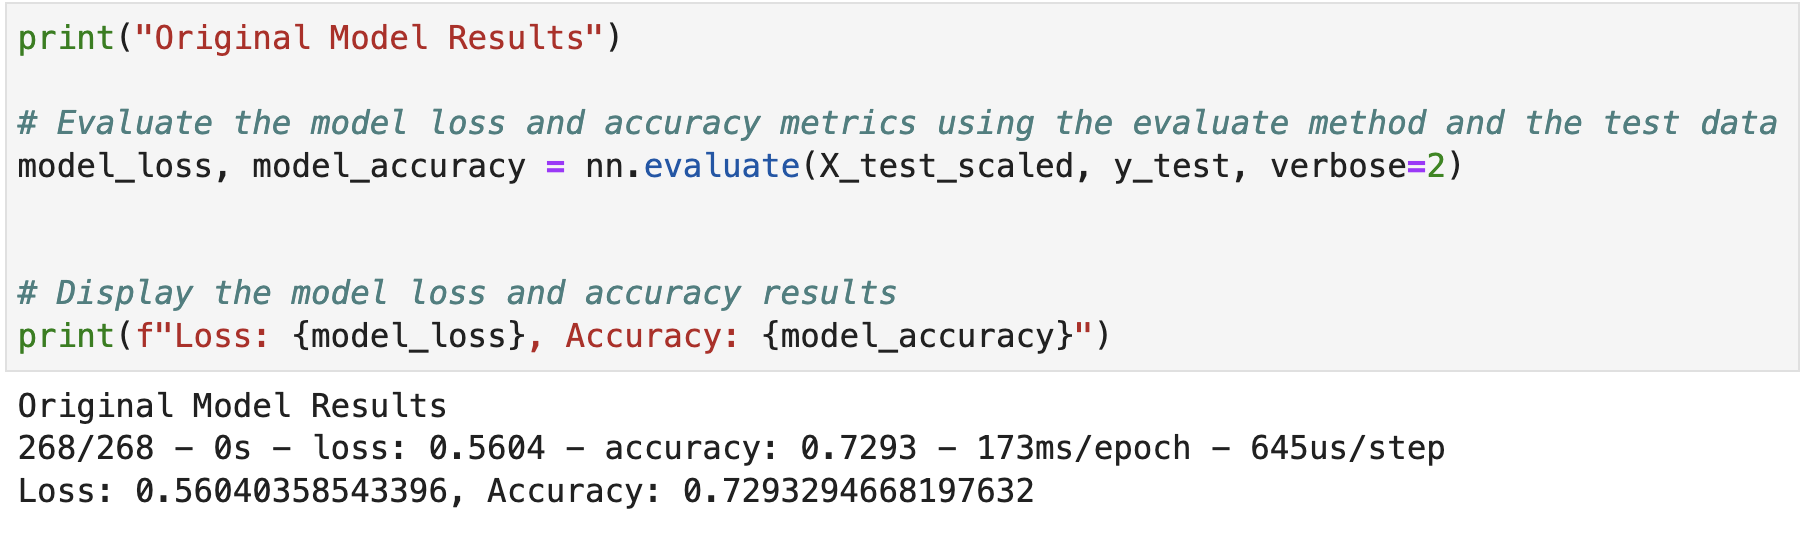 print("Original Model Results")
# Evaluate the model loss and accuracy metrics using the evaluate method and the test data
model_loss, model_accuracy = nn.evaluate(X_test_scaled, y_test, verbose=2)
# Display the model loss and accuracy results
print(f"Loss: {model_loss}, Accuracy: {model_accuracy}")
Original Model Results
268/268 - 0s - loss: 0.5604 - accuracy: 0.7293 - 173ms/epoch - 645us/step
Loss: 0.56040358543396, Accuracy: 0.7293294668197632